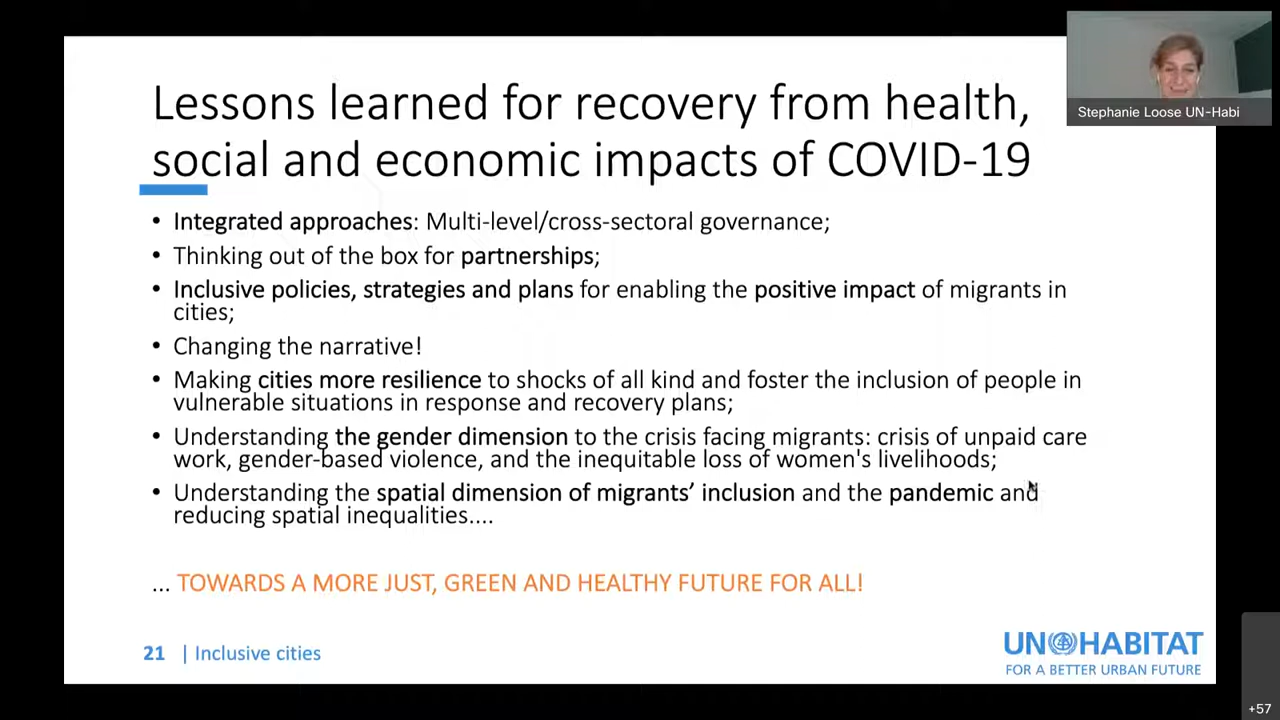 Lessons learned for recovery from health,
social and economic impacts of COVID-19
• Integrated approaches: Multi-level/cross-sectoral governance;
• Thinking out of the box for partnerships;
• Inclusive policies, strategies and plans for enabling the positive impact of migrants in
cities;
• Changing the narrative!
• Making cities more resilience to shocks of all kind and foster the inclusion of people in
vulnerable situations in response and recovery plans;
• Understanding the gender dimension to the crisis facing migrants: crisis of unpaid care
work, gender-based violence, and the inequitable loss of women's livelihoods;
• Understanding the spatial dimension of migrants’ inclusion and the pandemic and
reducing spatial inequalities....
... TOWARDS A MORE JUST, GREEN AND HEALTHY FUTURE FOR ALL!
21 | Inclusive cities
UN HABITAT
FOR A BETTER URBAN FUTURE
Stephanie Loose UN-Habi
+57